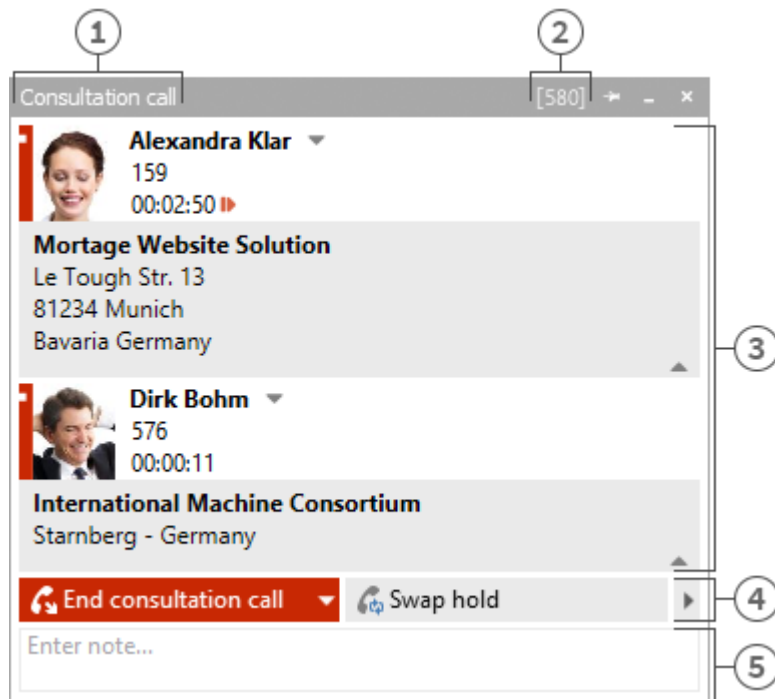 1
2
Consultation call [580]
Alexandra Klar
159
00:02:50
Mortage Website Solution
Le Tough Str. 13
81234 Munich
Bavaria Germany
3
Dirk Bohm
576
00:00:11
International Machine Consortium
Starnberg - Germany
End consultation call Swap hold
4
Enter note...
5